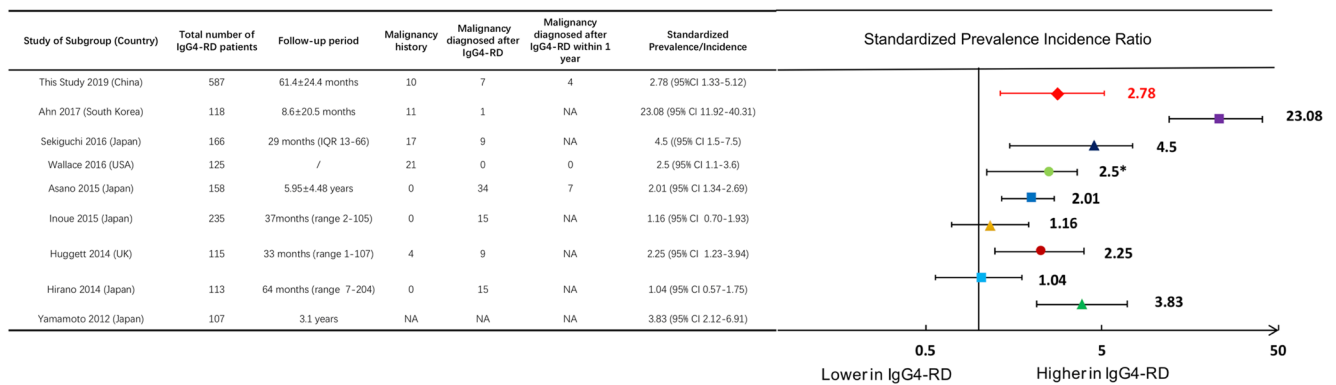 Study of Subgroup (Country) Total number of IgG4-RD patients Follow-up period Malignancy history Malignancy diagnosed after IgG4-RD Malignancy diagnosed after IgG4-RD within 1 year Standardized Prevalence/Incidence
This Study 2019 (China) 587 61.4±24.4 months 10 7 4 2.78 (95%CI 1.33-5.12)
Ahn 2017 (South Korea) 118 8.6±20.5 months 11 1 NA 23.08 (95% CI 11.92-40.31)
Sekiguchi 2016 (Japan) 166 29 months (IQR 13-66) 17 9 NA 4.5 ((95% CI 1.5-7.5)
Wallace 2016 (USA) 125 / 21 0 0 2.5 (95% CI 1.1-3.6)
Asano 2015 (Japan) 158 5.95±4.48 years 0 34 7 2.01 (95% CI 1.34-2.69)
Inoue 2015 (Japan) 235 37months (range 2-105) 0 15 NA 1.16 (95% CI 0.70-1.93)
Huggett 2014 (UK) 115 33 months (range 1-107) 4 9 NA 2.25 (95% CI 1.23-3.94)
Hirano 2014 (Japan) 113 64 months (range 7-204) 0 15 NA 1.04 (95% CI 0.57-1.75)
Yamamoto 2012 (Japan) 107 3.1 years NA NA NA 3.83 (95% CI 2.12-6.91)
Standardized Prevalence Incidence Ratio
2.78
23.08
4.5
2.5*
2.01
1.16
2.25
1.04
3.83
0.5 5 50
Lower in IgG4-RD Higher in IgG4-RD